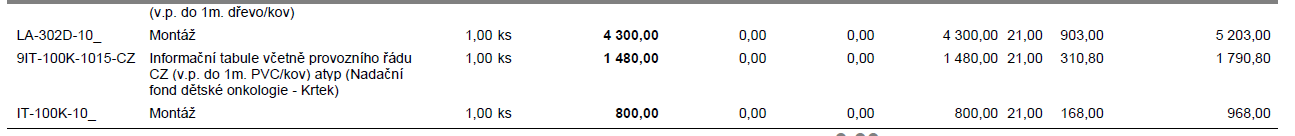 (v.p. do 1m. dřevo/kov)
LA-302D-10_ Montáž 1,00 ks 4 300,00 0,00 0,00 4 300,00 21,00 903,00 5 203,00
9IT-100K-1015-CZ Informační tabule včetně provozního řádu 1,00 ks 1 480,00 0,00 0,00 1 480,00 21,00 310,80 1 790,80
CZ (v.p. do 1m. PVC/kov) atyp (Nadační
fond dětské onkologie - Krtek)
IT-100K-10_ Montáž 1,00 ks 800,00 0,00 0,00 800,00 21,00 168,00 968,00